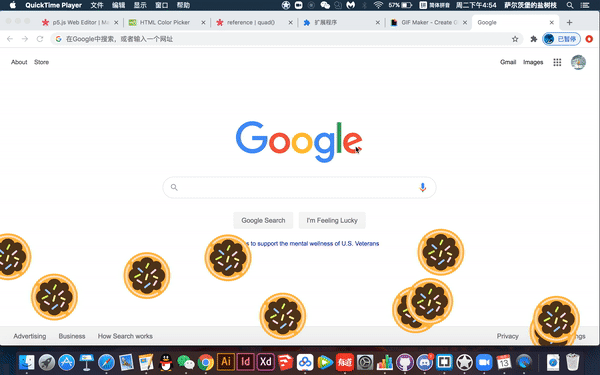 QuickTime Player 文件 编辑 显示 窗口 帮助 57% 拼 简体拼音 周二下午4:54 萨尔茨堡的盐树枝
p5.js Web Editor | M HTML Color Picker reference | quad() 扩展程序 GIF Maker - Create G Google
在Google中搜索，或者输入一个网址 已暂停
About Store Gmail Images
Google
Google Search I'm Feeling Lucky
to support the mental wellness of U.S. Veterans
Advertising Business How Search works Privacy
Ai Id Xd 有道 13